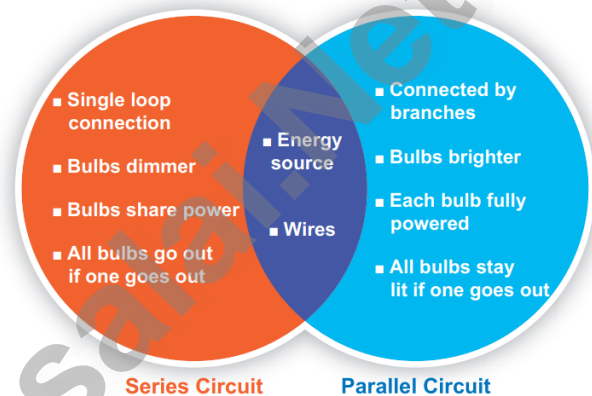 ■ Single loop
connection
■ Bulbs dimmer
■ Bulbs share power
■ All bulbs go out
if one goes out
■ Energy
source
■ Wires
■ Connected by
branches
■ Bulbs brighter
■ Each bulb fully
powered
■ All bulbs stay
lit if one goes out
Series Circuit
Parallel Circuit
salai.Net